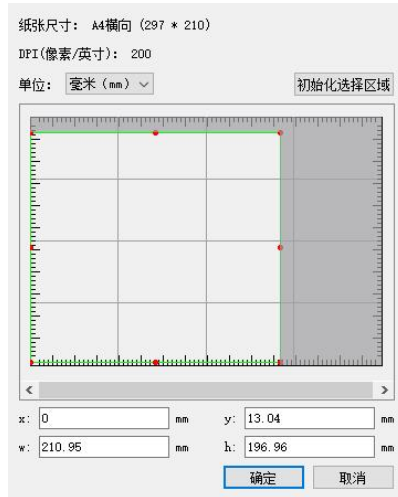 纸张尺寸: A4横向 (297 * 210)
DPI(像素/英寸): 200
单位: 毫米 (mm) 初始化选择区域
x: 0 mm y: 13.04 mm
w: 210.95 mm h: 196.96 mm
确定 取消